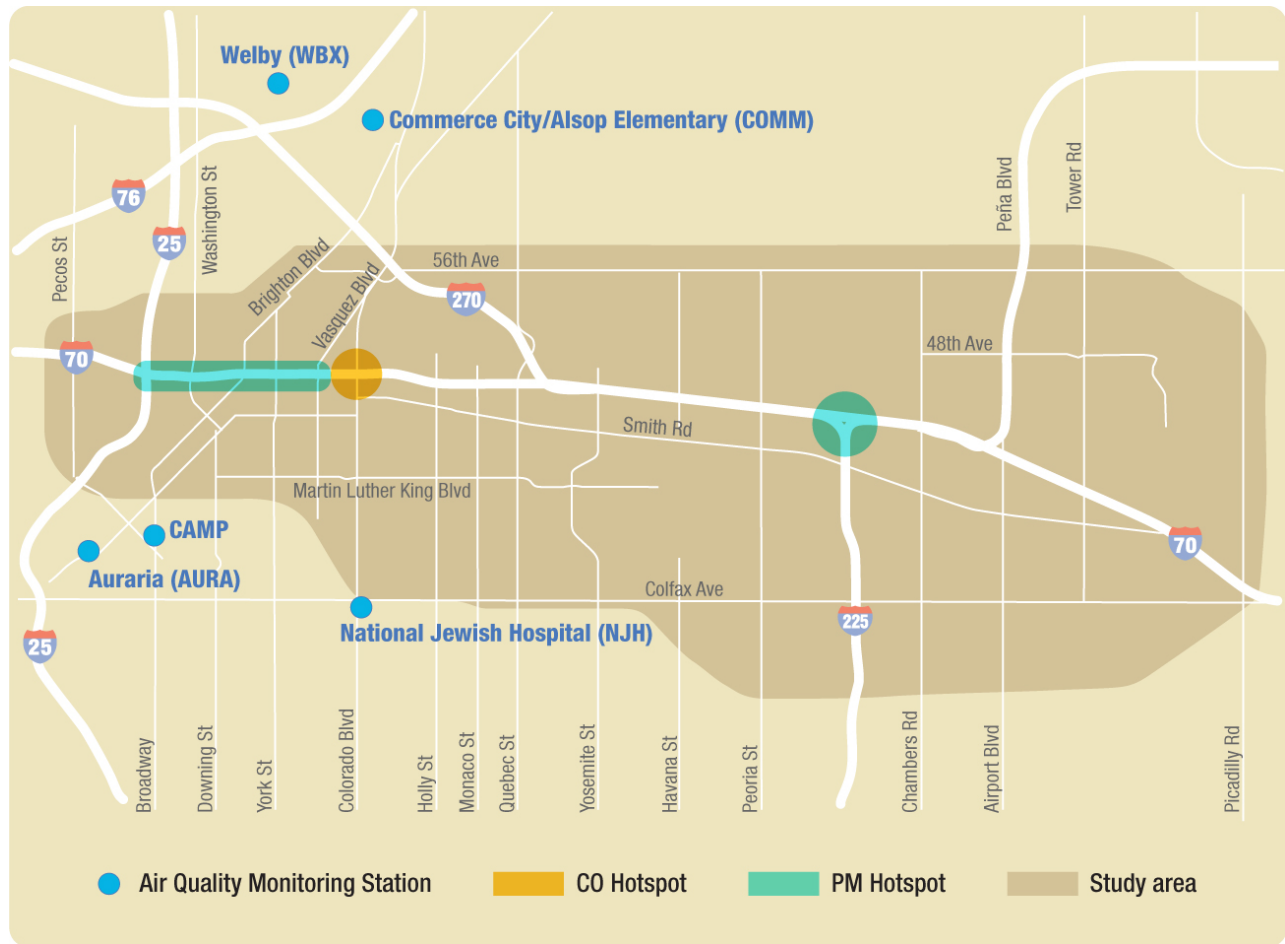 Welby (WBX)
Commerce City/Alsop Elementary (COMM)
76
25
Washington St
Pecos St
Peña Blvd
Tower Rd
Brighton Blvd
Vasquez Blvd
56th Ave
270
70
48th Ave
Smith Rd
Martin Luther King Blvd
CAMP
Auraria (AURA)
70
Colfax Ave
National Jewish Hospital (NJH)
25
225
Broadway
Downing St
York St
Colorado Blvd
Holly St
Monaco St
Quebec St
Yosemite St
Havana St
Peoria St
Chambers Rd
Airport Blvd
Picadilly Rd
Air Quality Monitoring Station
CO Hotspot
PM Hotspot
Study area